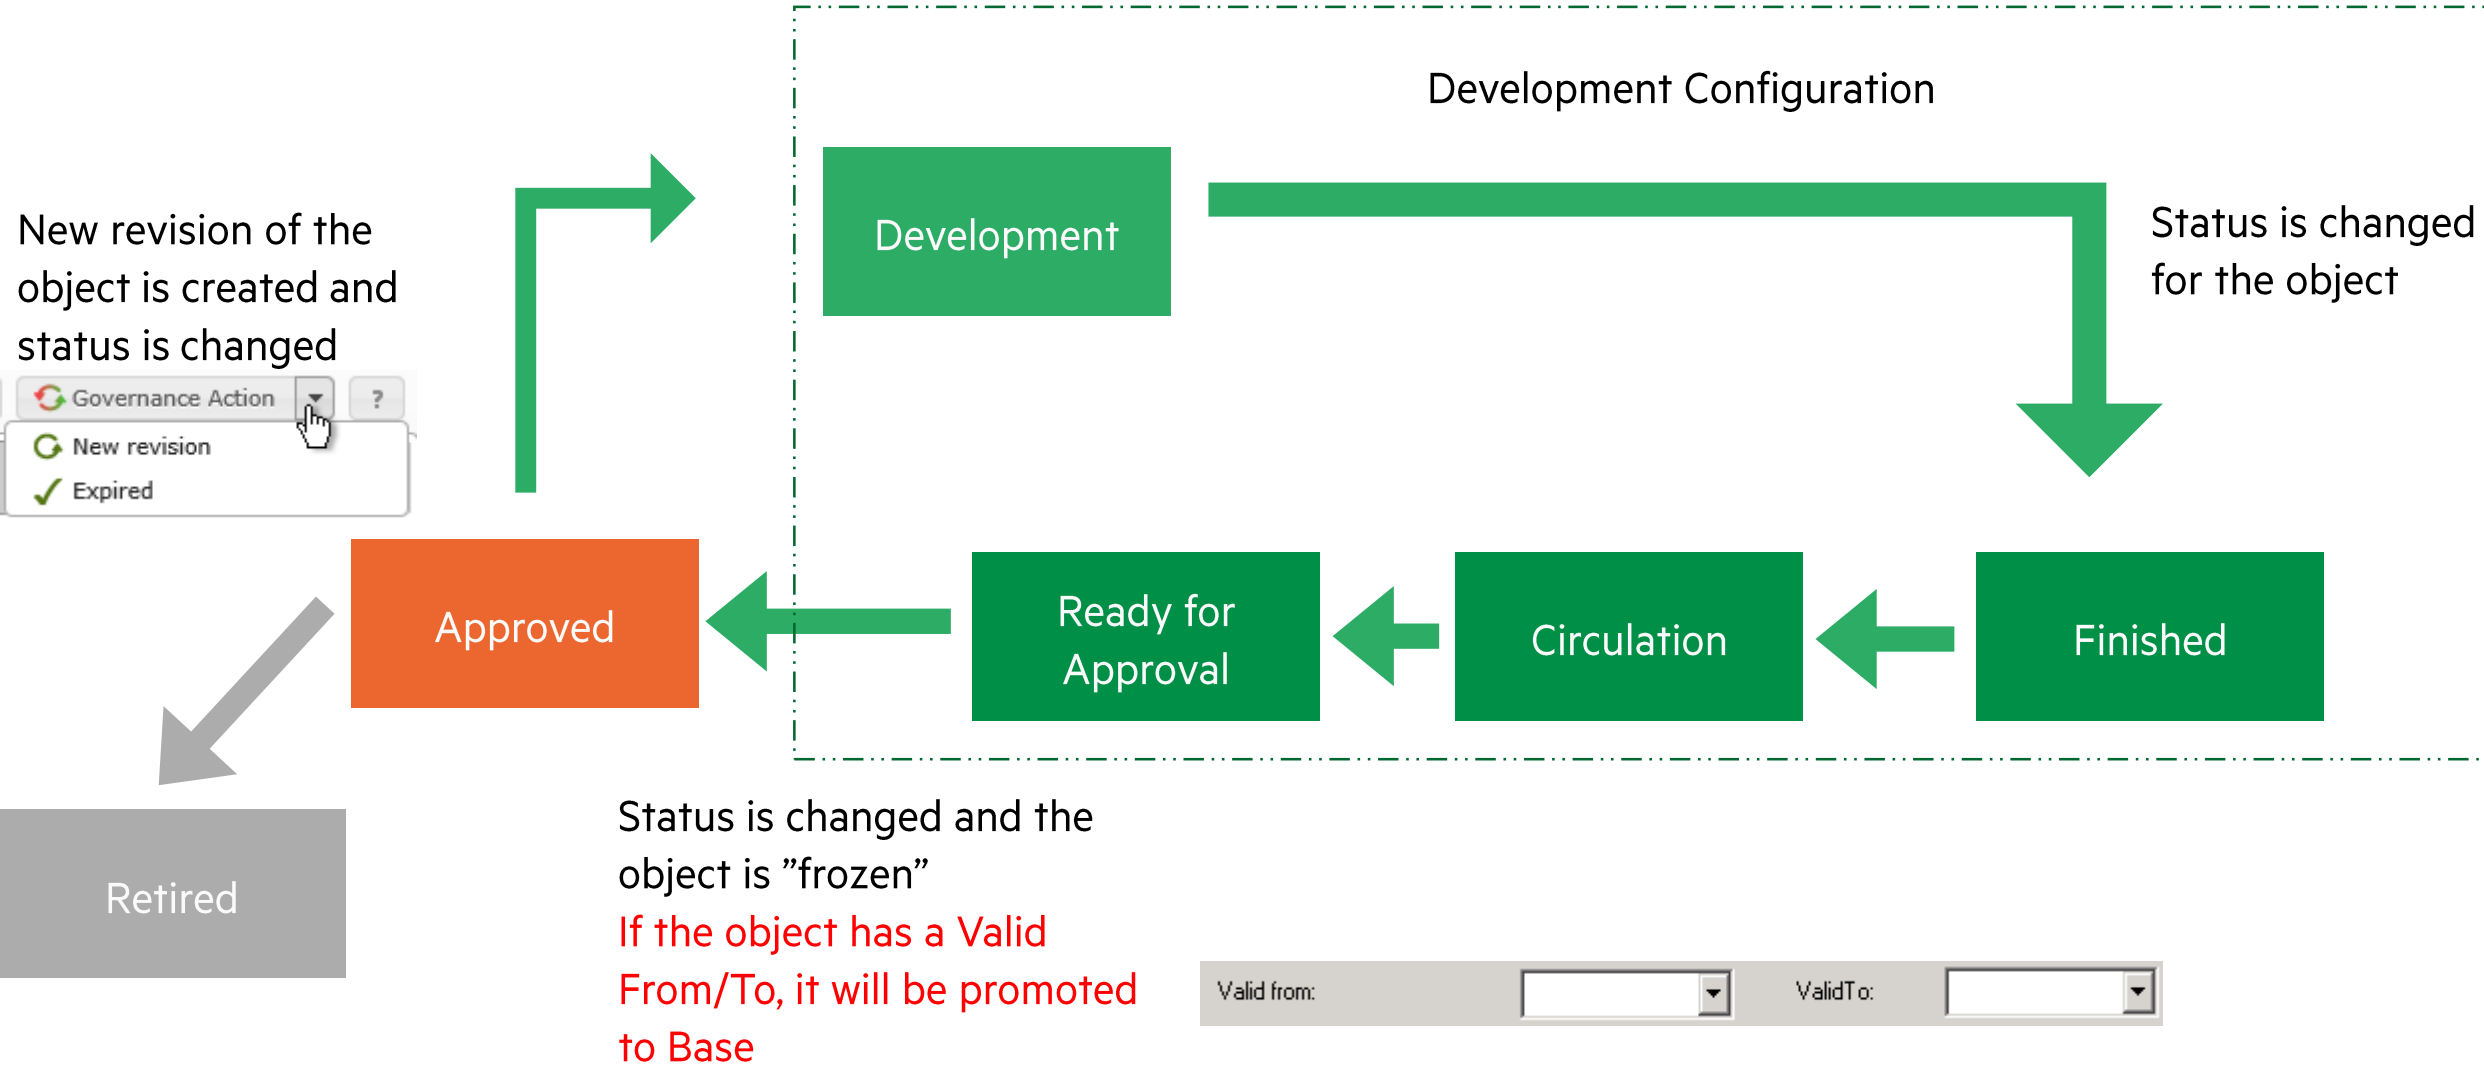 Development Configuration
Development
New revision of the
object is created and
status is changed
Status is changed
for the object
Governance Action
?
New revision
Expired
Approved
Ready for
Approval
Circulation
Finished
Retired
Status is changed and the
object is ”frozen”
If the object has a Valid
From/To, it will be promoted
to Base
Valid from:
ValidTo: